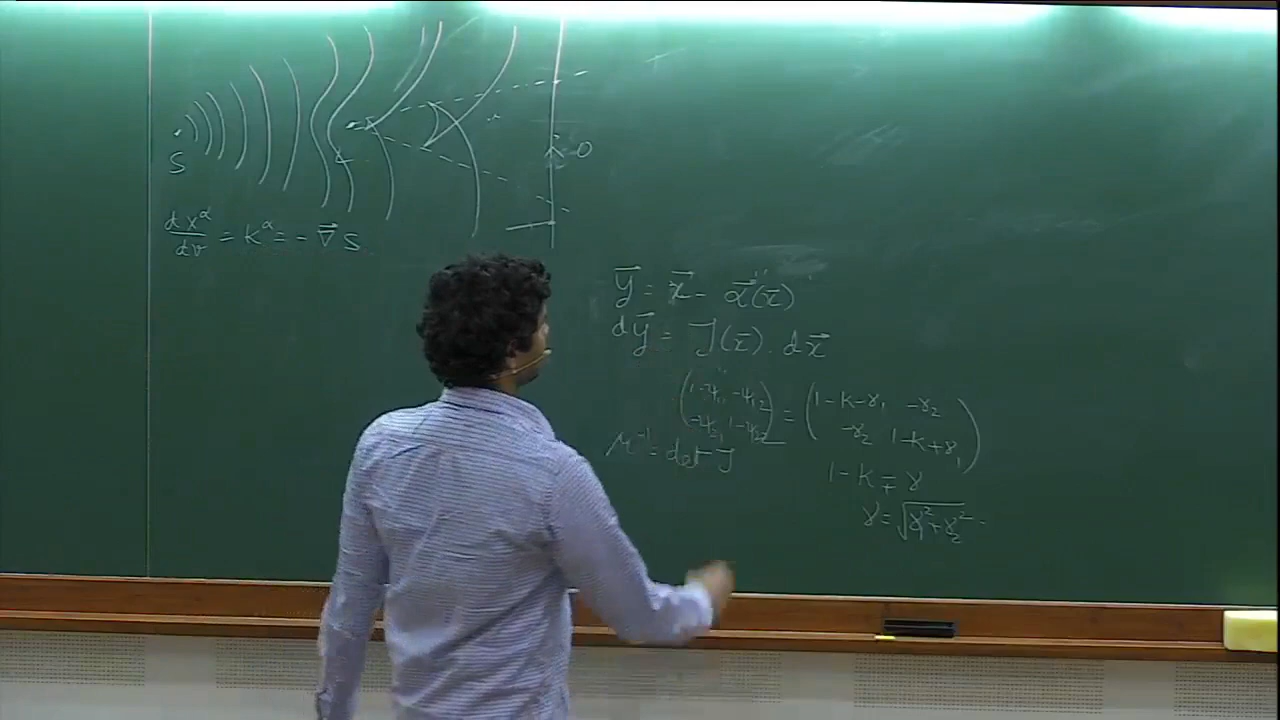 S
O
dx^α/dv = K^α = - ∇⃗ S
y⃗ = x⃗ - α⃗(x⃗)
dy⃗ = J(x⃗) . dx⃗
(1-ψ₁₁ -ψ₁₂ -ψ₂₁ 1-ψ₂₂) = (1-K-γ₁ -γ₂ -γ₂ 1-K+γ₁)
μ⁻¹ = det J
1-K∓γ
γ = √(γ₁²+γ₂²)